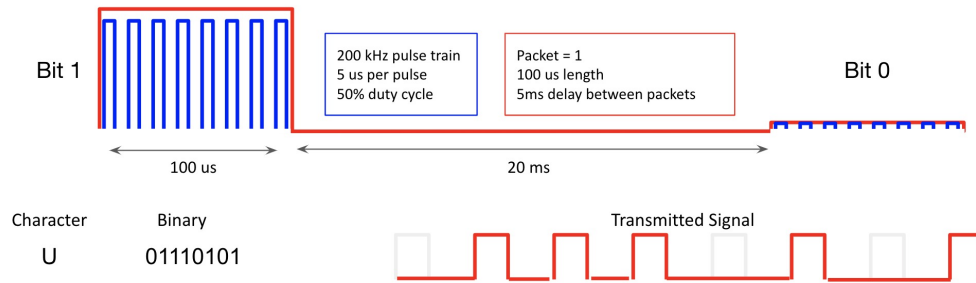 Bit 1
200 kHz pulse train
5 us per pulse
50% duty cycle
Packet = 1
100 us length
5ms delay between packets
Bit 0
100 us
20 ms
Character
Binary
Transmitted Signal
U
01110101